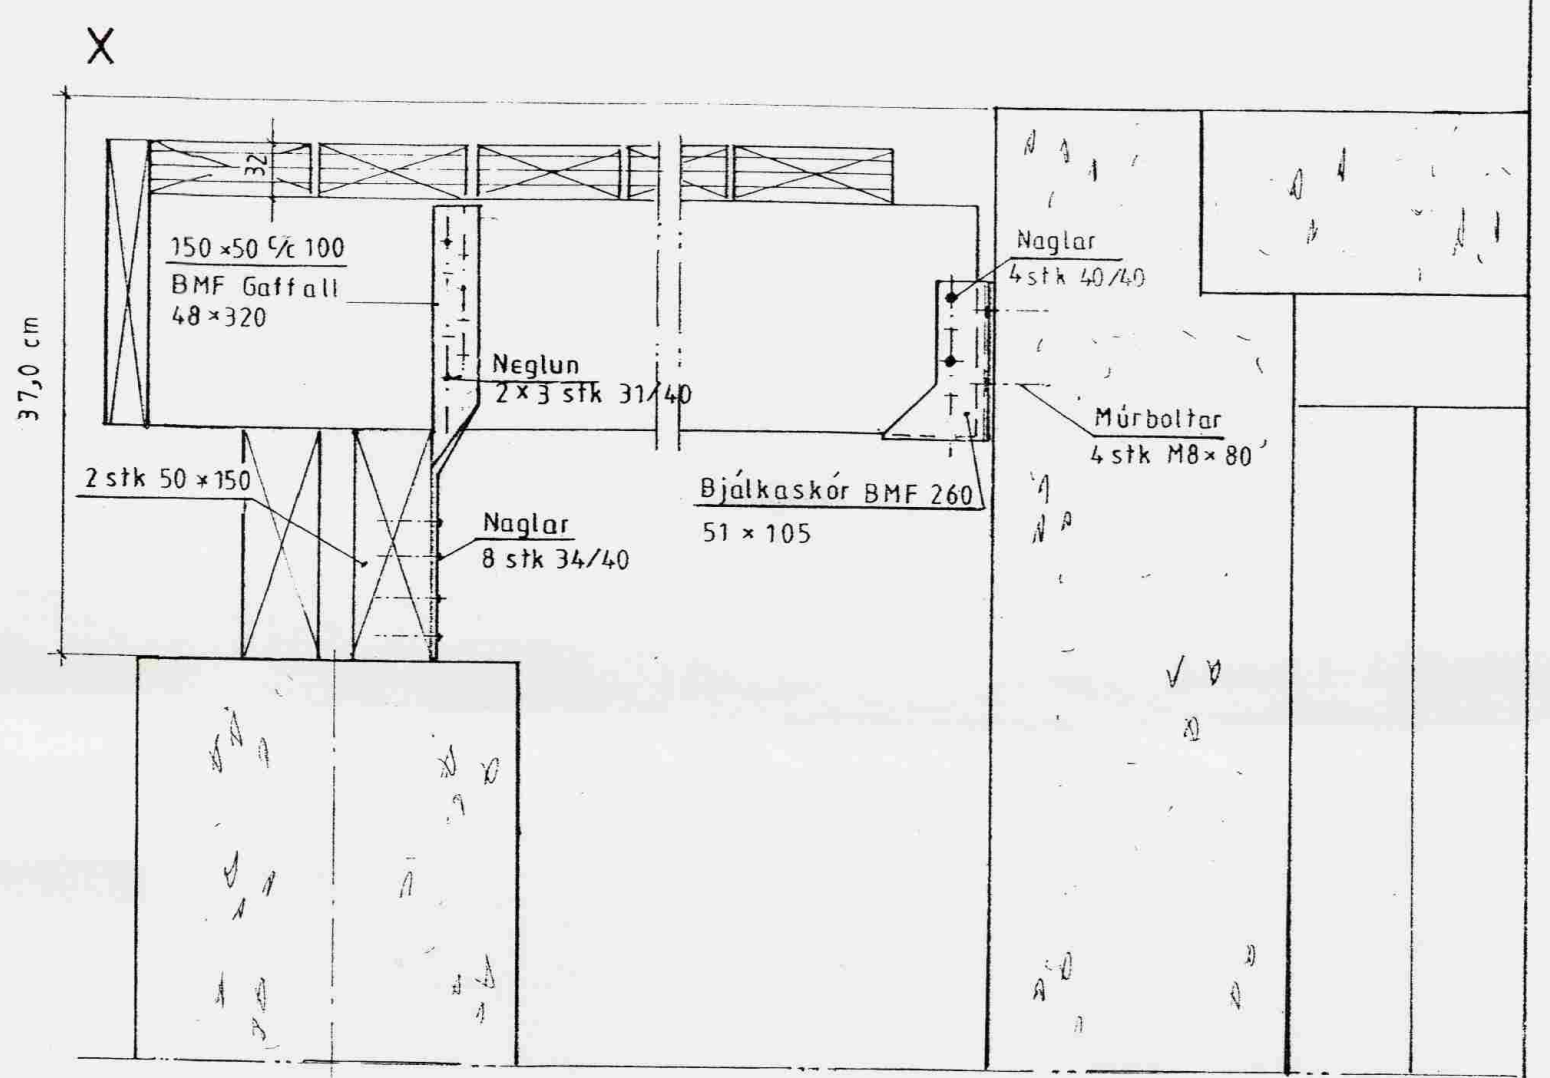 X
32
150 × 50 c/c 100
BMF Gaffall
48 × 320
37,0 cm
Naglar
4 stk 40/40
Neglun
2 × 3 stk 31/40
Múrboltar
4 stk M8 × 80
2 stk 50 × 150
Bjálkaskór BMF 260
51 × 105
Naglar
8 stk 34/40